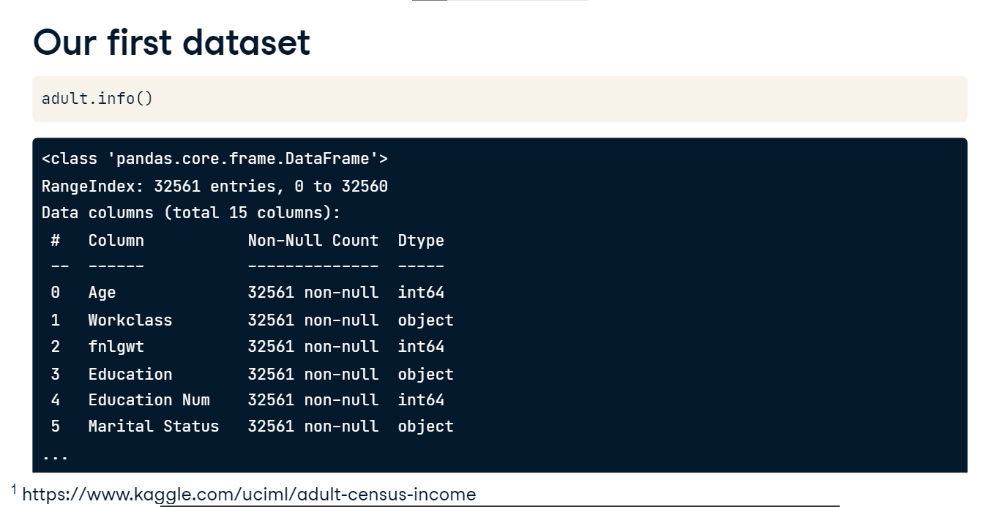 Our first dataset
adult.info()
<class 'pandas.core.frame.DataFrame'>
RangeIndex: 32561 entries, 0 to 32560
Data columns (total 15 columns):
 #   Column           Non-Null Count  Dtype
--  ------           --------------  -----
 0   Age              32561 non-null  int64
 1   Workclass        32561 non-null  object
 2   fnlgwt           32561 non-null  int64
 3   Education        32561 non-null  object
 4   Education Num    32561 non-null  int64
 5   Marital Status   32561 non-null  object
...
1 https://www.kaggle.com/uciml/adult-census-income